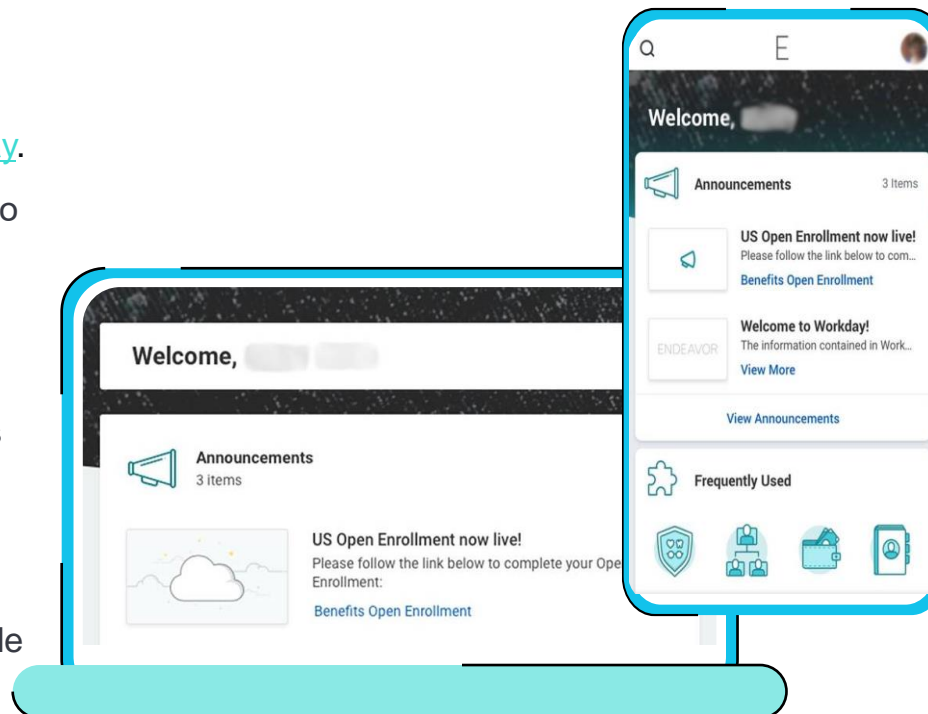 y.
o
le
Welcome,
Announcements
3 items
US Open Enrollment now live!
Please follow the link below to complete your Ope
Enrollment:
Benefits Open Enrollment
E
Welcome,
Announcements
3 Items
US Open Enrollment now live!
Please follow the link below to com...
Benefits Open Enrollment
Welcome to Workday!
ENDEAVOR
The information contained in Work...
View More
View Announcements
Frequently Used